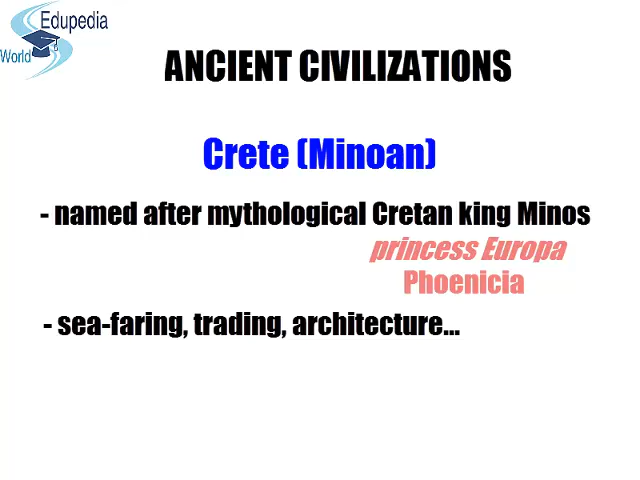 Edupedia
World
ANCIENT CIVILIZATIONS
Crete (Minoan)
- named after mythological Cretan king Minos
princess Europa
Phoenicia
- sea-faring, trading, architecture...